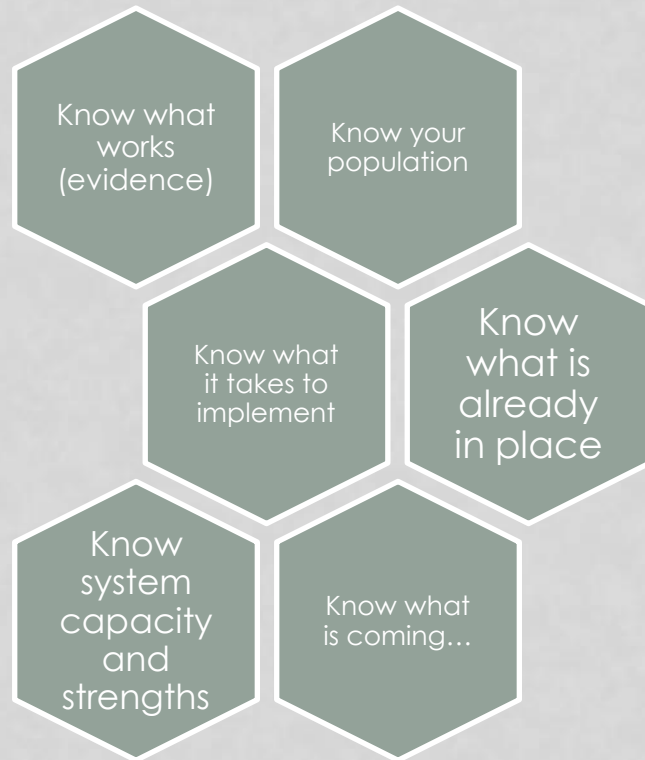 Know what
works
(evidence)
Know your
population
Know what
it takes to
implement
Know
what is
already
in place
Know
system
capacity
and
strengths
Know what
is coming…